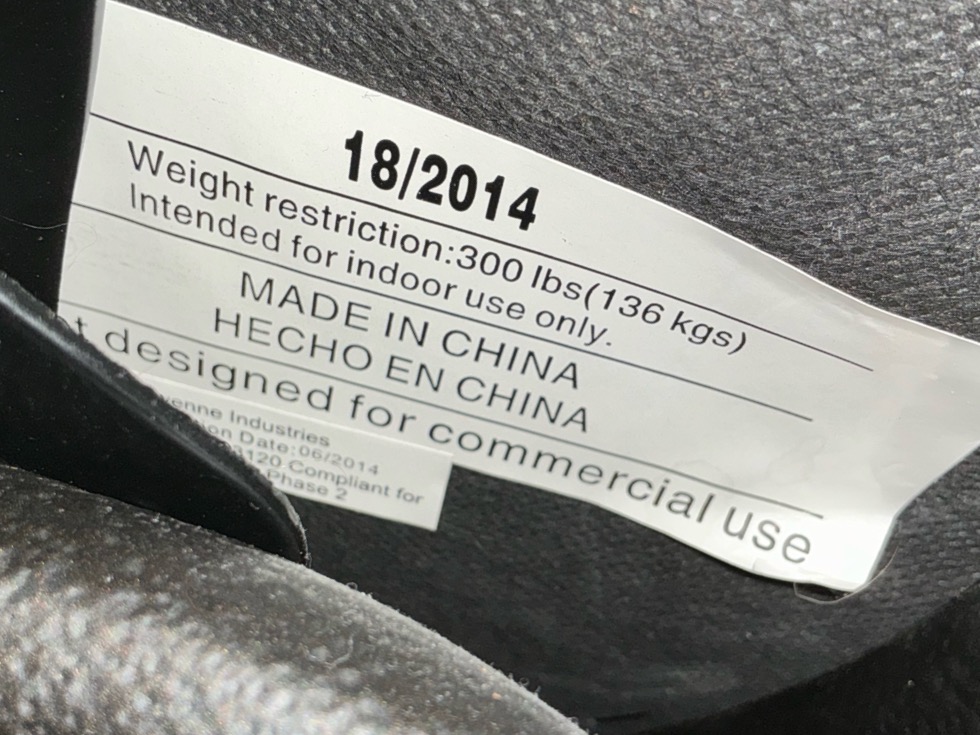 18/2014
Weight restriction:300 lbs(136 kgs)
Intended for indoor use only.
MADE IN CHINA
HECHO EN CHINA
designed for commercial use
Industries
Date:06/2014
Compliant for
Phase 2